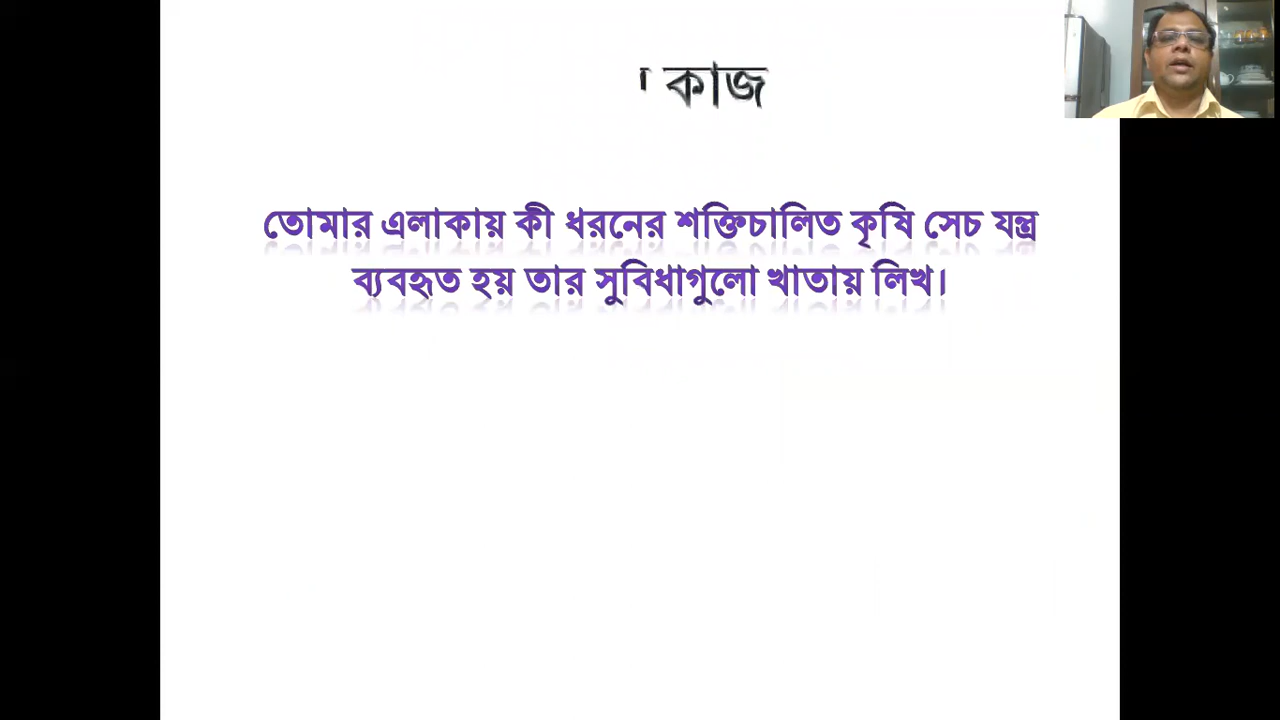 কাজ
তোমার এলাকায় কী ধরনের শক্তিচালিত কৃষি সেচ যন্ত্র
ব্যবহৃত হয় তার সুবিধাগুলো খাতায় লিখ।